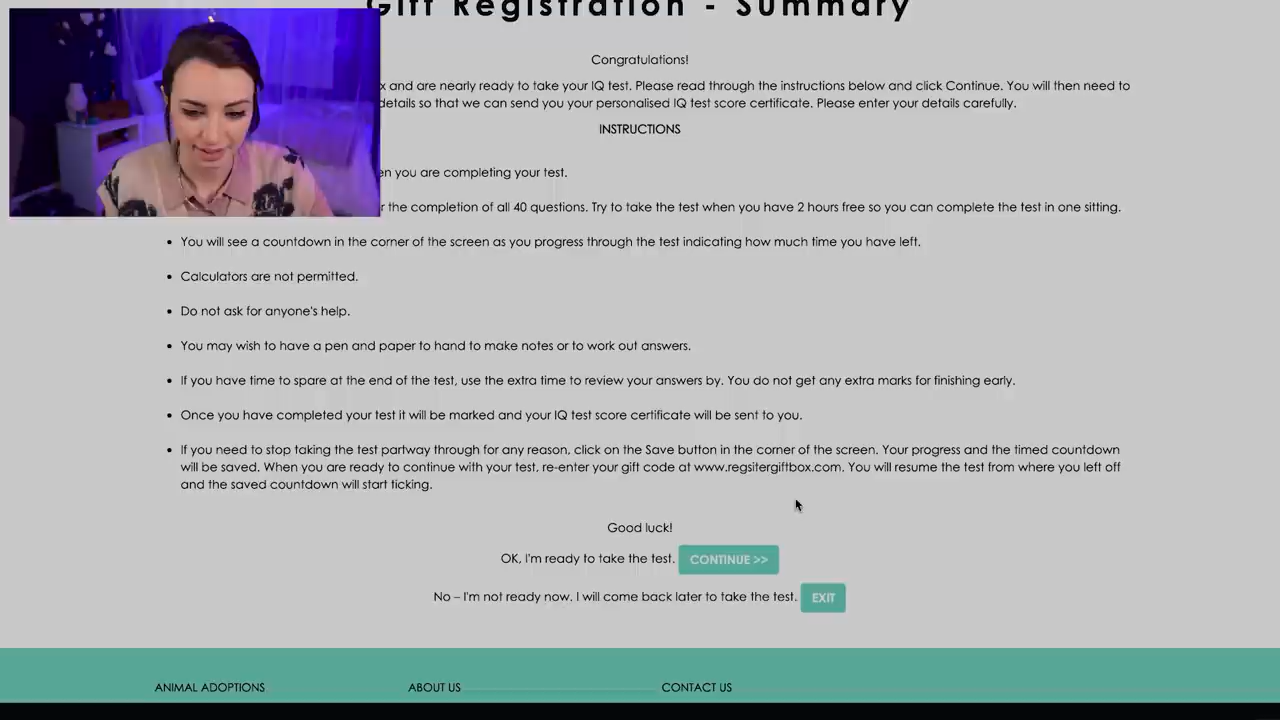 Gift Registration - Summary
Congratulations!
and are nearly ready to take your IQ test. Please read through the instructions below and click Continue. You will then need to
details so that we can send you your personalised IQ test score certificate. Please enter your details carefully.
INSTRUCTIONS
you are completing your test.
the completion of all 40 questions. Try to take the test when you have 2 hours free so you can complete the test in one sitting.
• You will see a countdown in the corner of the screen as you progress through the test indicating how much time you have left.
• Calculators are not permitted.
• Do not ask for anyone's help.
• You may wish to have a pen and paper to hand to make notes or to work out answers.
• If you have time to spare at the end of the test, use the extra time to review your answers by. You do not get any extra marks for finishing early.
• Once you have completed your test it will be marked and your IQ test score certificate will be sent to you.
• If you need to stop taking the test partway through for any reason, click on the Save button in the corner of the screen. Your progress and the timed countdown
will be saved. When you are ready to continue with your test, re-enter your gift code at www.regsitergiftbox.com. You will resume the test from where you left off
and the saved countdown will start ticking.
Good luck!
OK, I'm ready to take the test. CONTINUE >>
No – I'm not ready now. I will come back later to take the test. EXIT
ANIMAL ADOPTIONS ABOUT US CONTACT US